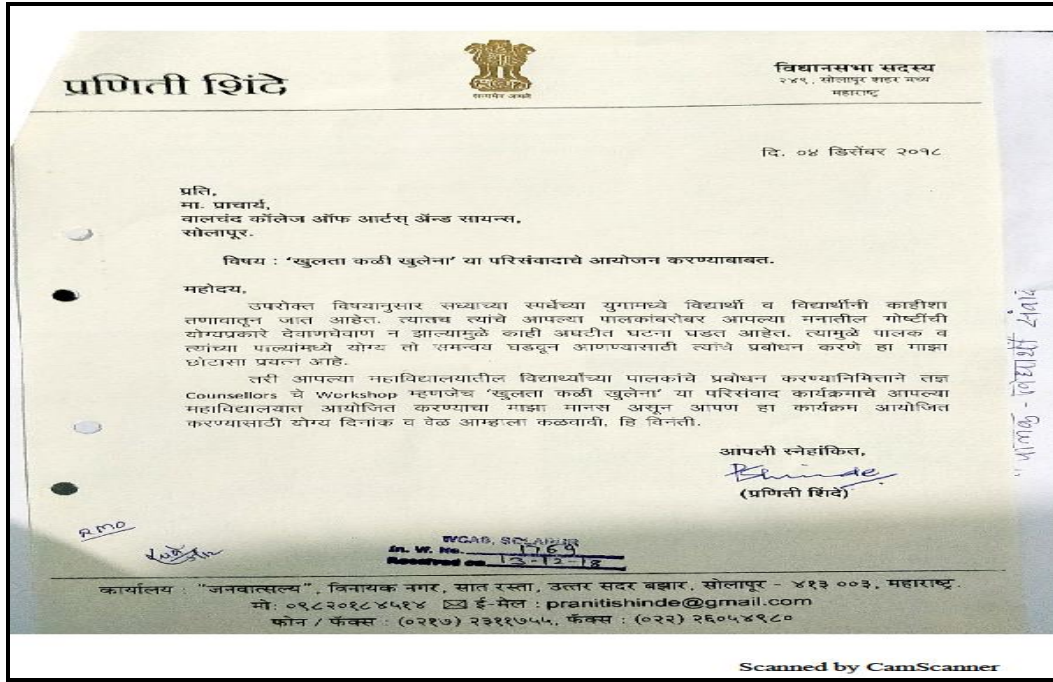 प्रणिती शिंदे
सत्यमेव जयते
विधानसभा सदस्य
२४९, सोलापूर शहर मध्य
महाराष्ट्र
दि. ०४ डिसेंबर २०१८
प्रति,
मा. प्राचार्य,
वालचंद कॉलेज ऑफ आर्टस् ॲन्ड सायन्स,
सोलापूर.
विषय : ‘खुलता कळी खुलेना’ या परिसंवादाचे आयोजन करण्याबाबत.
महोदय,
उपरोक्त विषयानुसार सध्याच्या स्पर्धेच्या युगामध्ये विद्यार्थी व विद्यार्थीनी काहीशा
तणावातून जात आहेत. त्यातच त्यांचे आपल्या पालकांबरोबर आपल्या मनातील गोष्टींची
योग्यप्रकारे देवाणघेवाण न झाल्यामुळे काही अघटीत घटना घडत आहेत. त्यामुळे पालक व
त्यांच्या पाल्यांमध्ये योग्य तो समन्वय घडवून आणण्यासाठी त्यांचे प्रबोधन करणे हा माझा
छोटासा प्रयत्न आहे.
तरी आपल्या महाविद्यालयातील विद्यार्थ्यांच्या पालकांचे प्रबोधन करण्यानिमित्ताने तज्ञ
Counsellors चे Workshop म्हणजेच ‘खुलता कळी खुलेना’ या परिसंवाद कार्यक्रमाचे आपल्या
महाविद्यालयात आयोजित करण्याचा माझा मानस असून आपण हा कार्यक्रम आयोजित
करण्यासाठी योग्य दिनांक व वेळ आम्हाला कळवावी, हि विनंती.
आपली स्नेहांकित,
PShinde
(प्रणिती शिंदे)
"पालक - विद्यार्थी संवाद
RMO
WCAS, SOLAPUR
In. W. No. 1769
Received on 13-12-18
कार्यालय : "जनवात्सल्य", विनायक नगर, सात रस्ता, उत्तर सदर बझार, सोलापूर - ४१३ ००३, महाराष्ट्र.
मो: ०९८२०१८४५१४ ई-मेल : pranitishinde@gmail.com
फोन / फॅक्स : (०२१७) २३११७५५, फॅक्स : (०२२) २६०५४९८०
Scanned by CamScanner